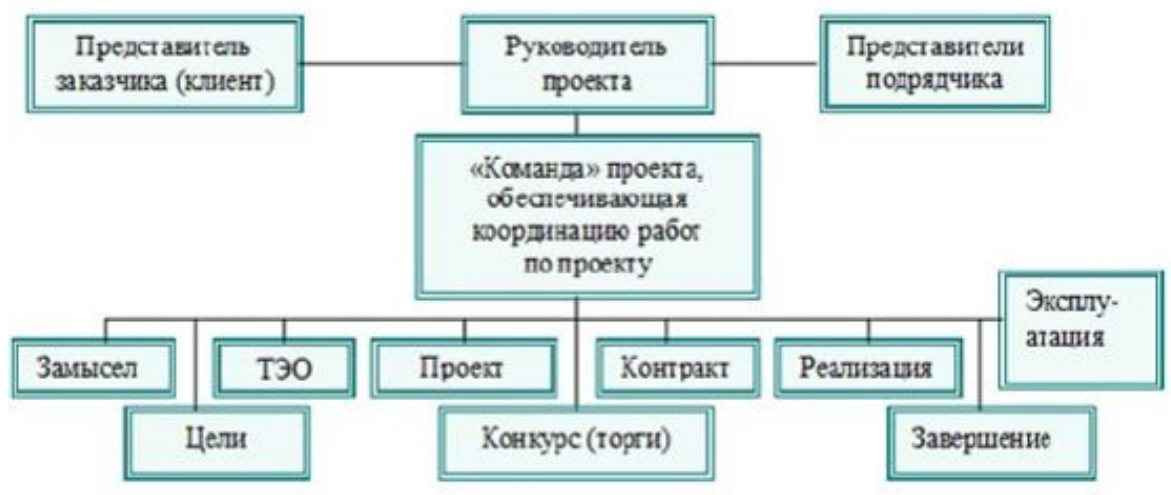 Представитель
заказчика (клиент)
Руководитель
проекта
Представители
подрядчика
«Команда» проекта,
обеспечивающая
координацию работ
по проекту
Эксплу-
атация
Замысел
ТЭО
Проект
Контракт
Реализация
Цели
Конкурс (торги)
Завершение